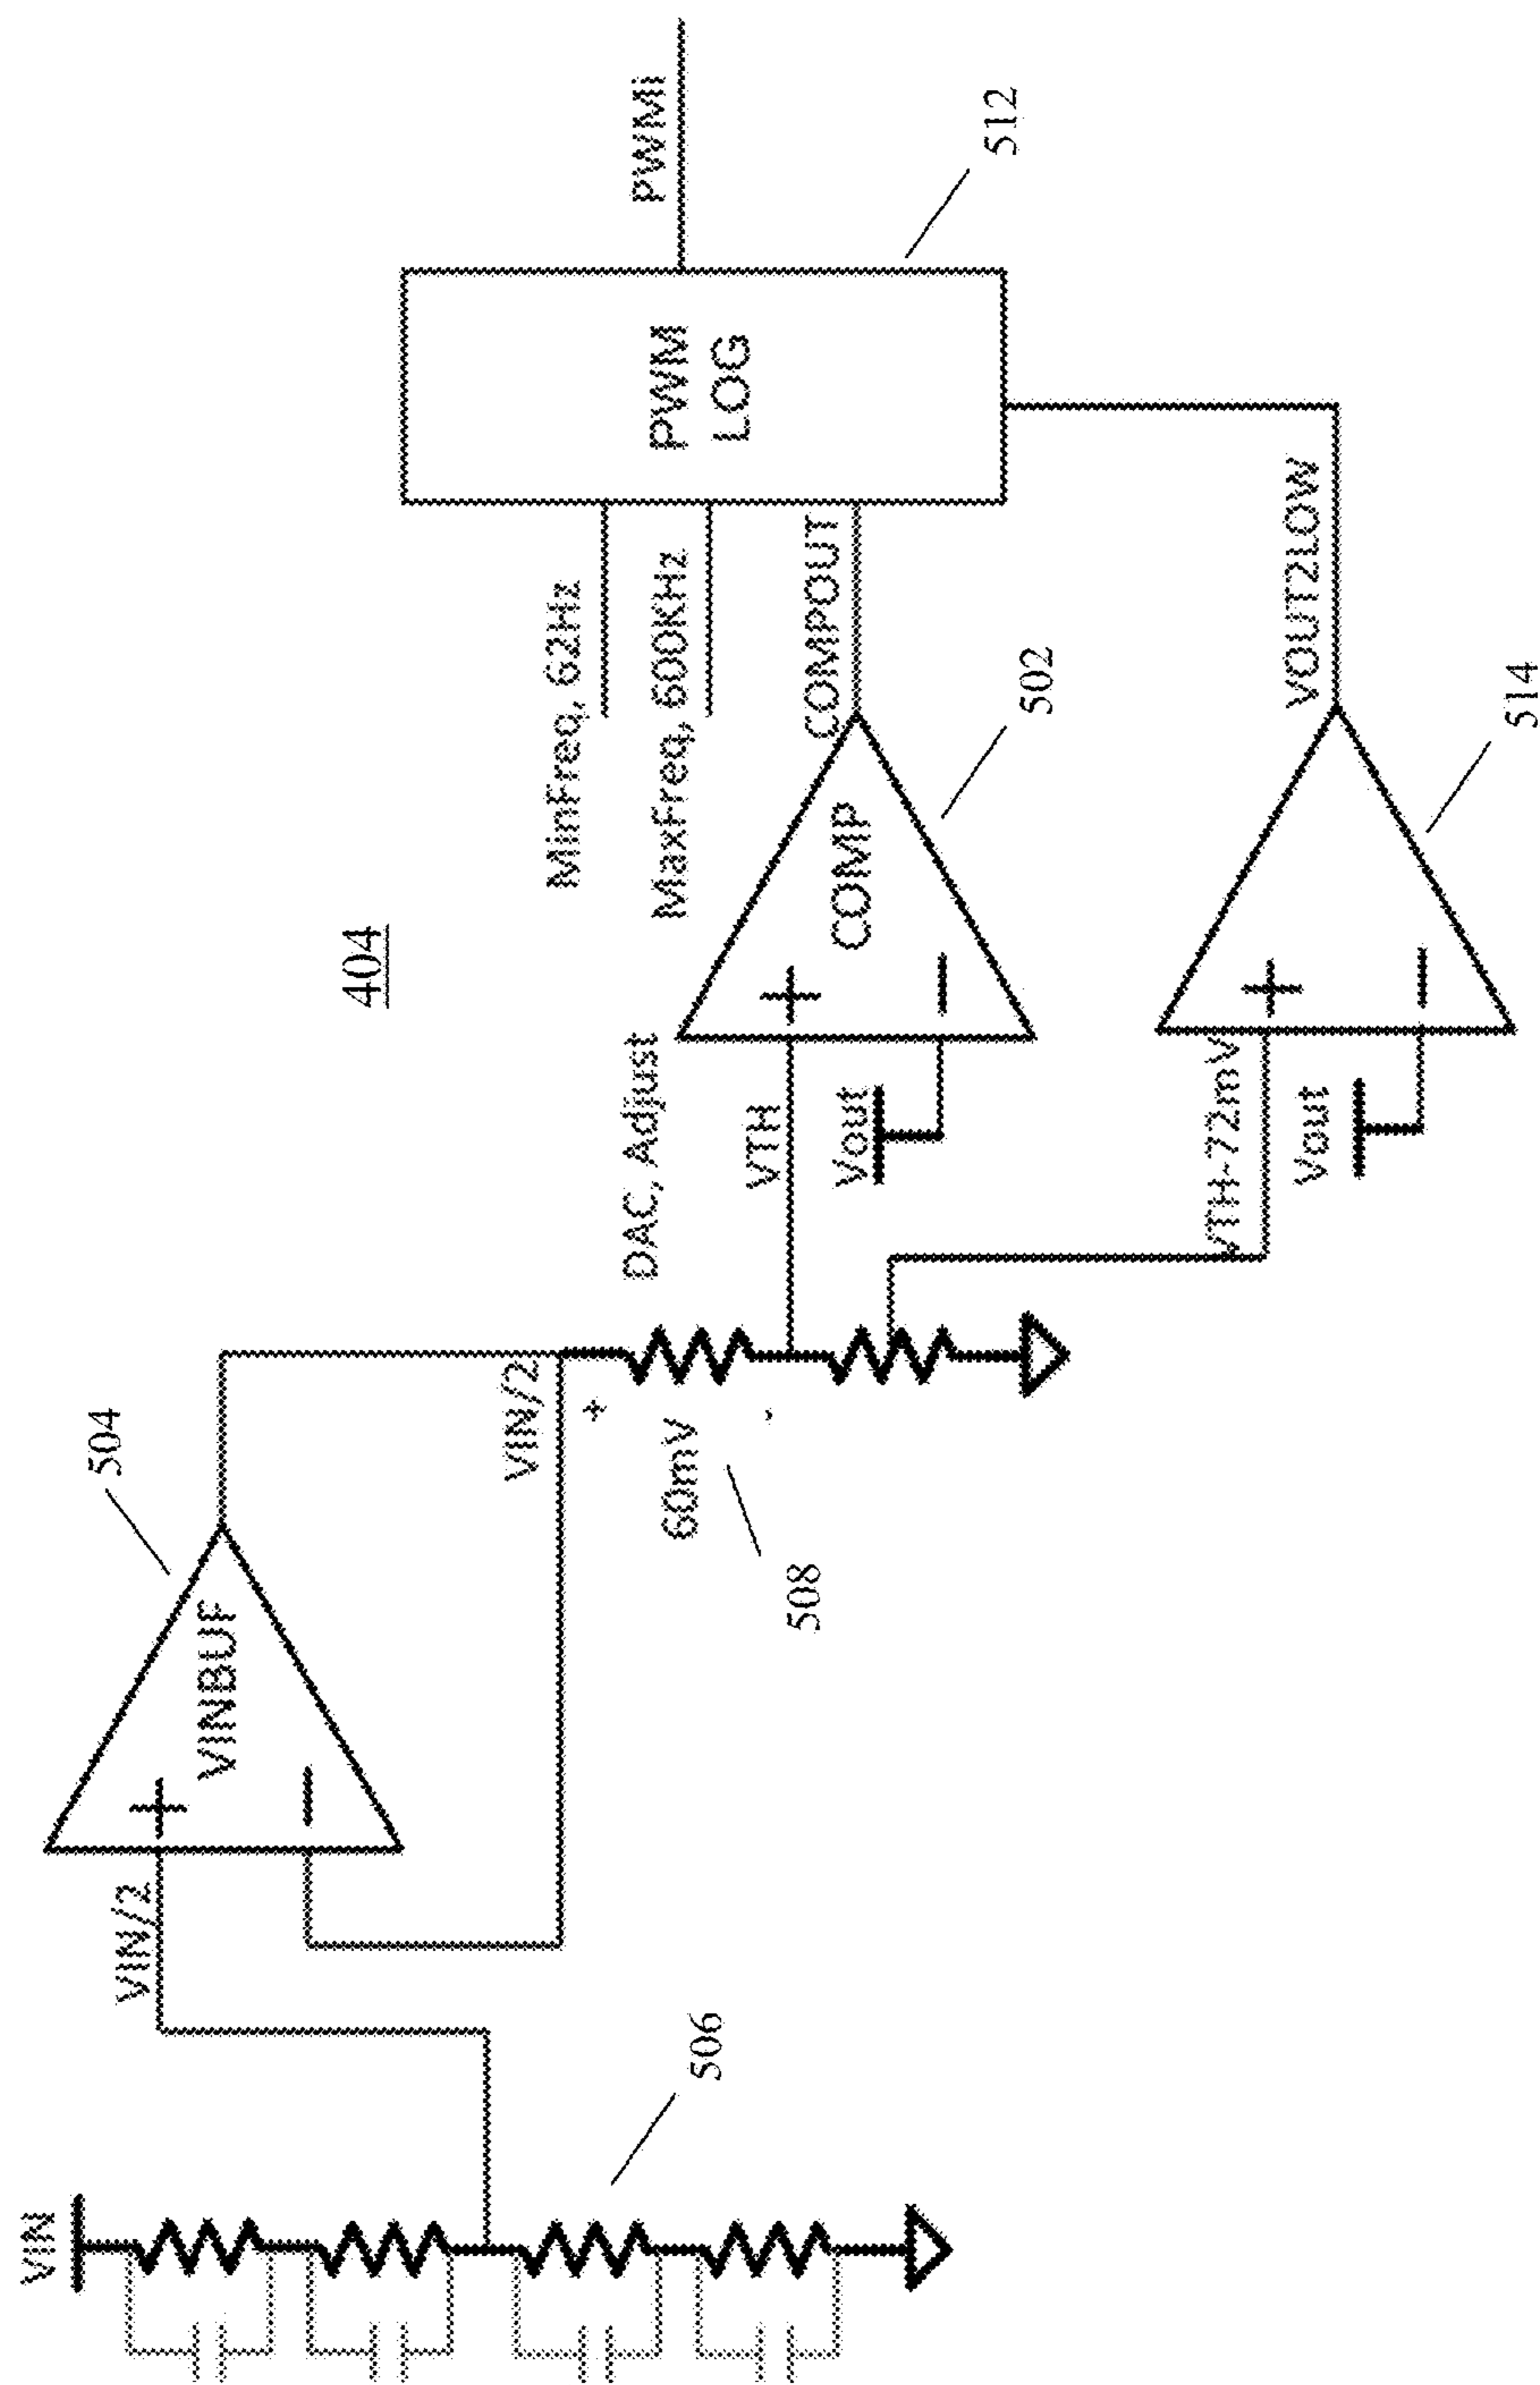 404
VIN
506
VIN/2
VINBUF
504
VIN/2
+
60mV
-
508
DAC, Adjust
VTH
Vout
COMP
502
COMPOUT
MinFreq, 62Hz
MaxFreq, 600KHz
PWM
LOG
512
PWMi
VTH-72mV
Vout
514
VOUT2LOW